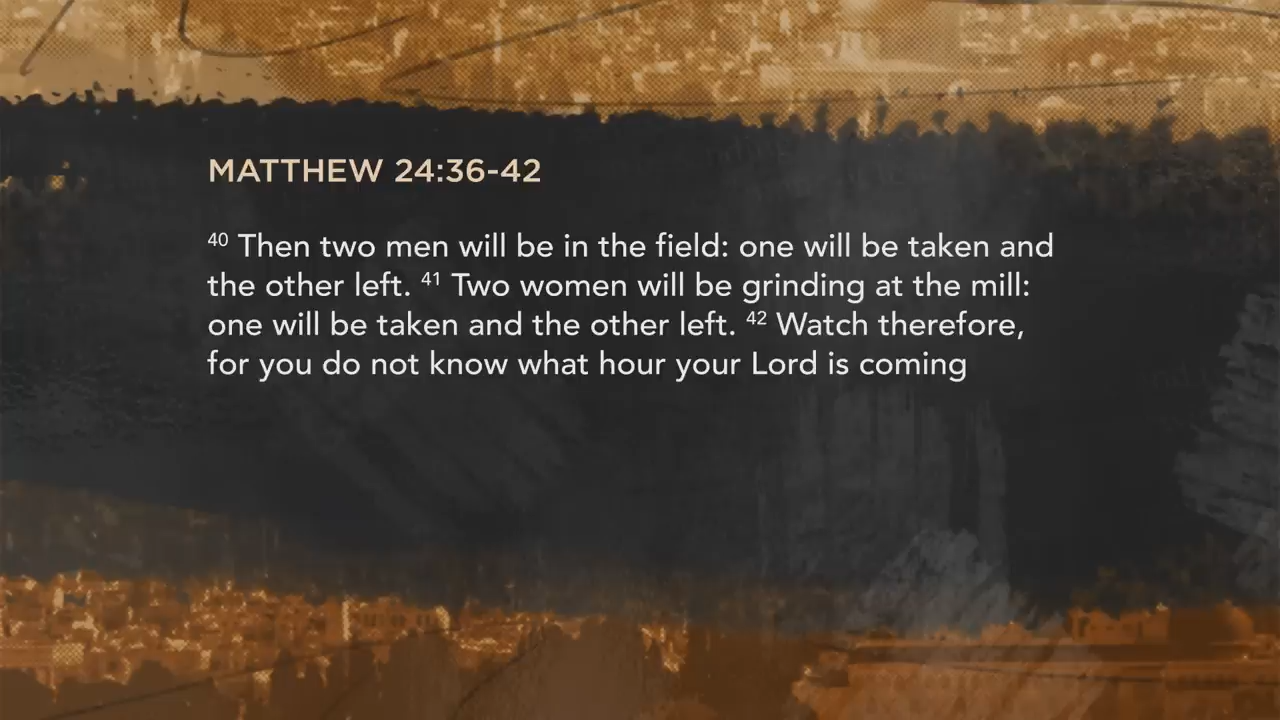 MATTHEW 24:36-42
40 Then two men will be in the field: one will be taken and
the other left. 41 Two women will be grinding at the mill:
one will be taken and the other left. 42 Watch therefore,
for you do not know what hour your Lord is coming